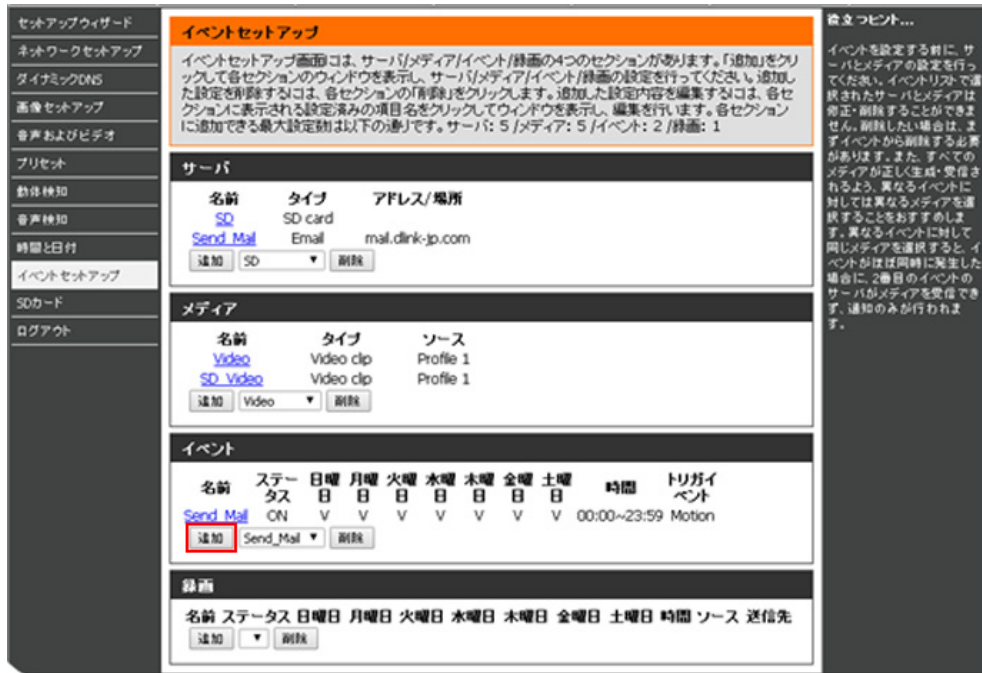 セットアップウィザード
ネットワークセットアップ
ダイナミックDNS
画像セットアップ
音声およびビデオ
プリセット
動体検知
音声検知
時間と日付
イベントセットアップ
SDカード
ログアウト
イベントセットアップ
イベントセットアップ画面には、サーバ/メディア/イベント/録画の4つのセクションがあります。「追加」をクリ
ックして各セクションのウィンドウを表示し、サーバ/メディア/イベント/録画の設定を行ってください。追加し
た設定を削除するには、各セクションの「削除」をクリックします。追加した設定内容を編集するには、各セ
クションに表示される設定済みの項目名をクリックしてウィンドウを表示し、編集を行います。各セクション
に追加できる最大設定数は以下の通りです。サーバ: 5 /メディア: 5 /イベント: 2 /録画: 1
サーバ
名前 タイプ アドレス/場所
SD SD card
Send_Mail Email mail.dlink-jp.com
追加 SD ▼ 削除
メディア
名前 タイプ ソース
Video Video clip Profile 1
SD_Video Video clip Profile 1
追加 Video ▼ 削除
イベント
名前 ステータス 日曜日 月曜日 火曜日 水曜日 木曜日 金曜日 土曜日 時間 トリガイベント
Send_Mail ON V V V V V V V 00:00~23:59 Motion
追加 Send_Mail ▼ 削除
録画
名前 ステータス 日曜日 月曜日 火曜日 水曜日 木曜日 金曜日 土曜日 時間 ソース 送信先
追加 ▼ 削除
役立つヒント...
イベントを設定する前に、サ
ーバとメディアの設定を行っ
てください。イベントリストで選
択されたサーバとメディアは
修正・削除することができま
せん。削除したい場合は、ま
ずイベントから削除する必要
があります。また、すべての
メディアが正しく生成・受信さ
れるよう、異なるイベントに
対しては異なるメディアを選
択することをおすすめしま
す。異なるイベントに対して
同じメディアを選択すると、イ
ベントがほぼ同時に発生した
場合に、2番目のイベントの
サーバがメディアを受信でき
ず、通知のみが行われま
す。